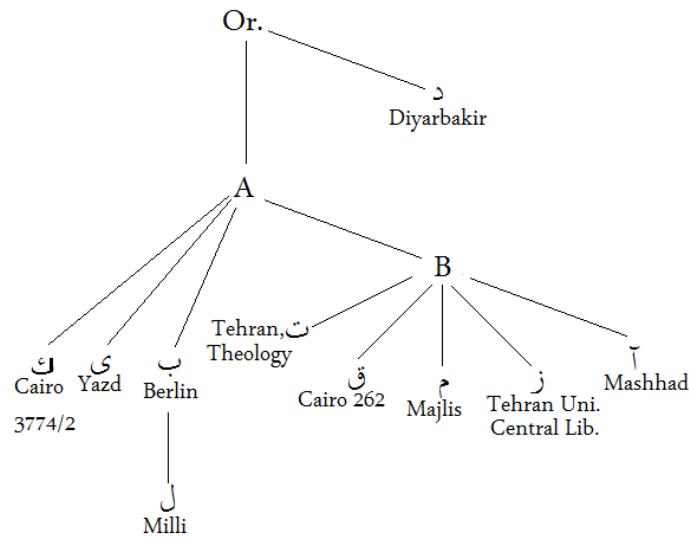 Or.
د
Diyarbakir
A
B
ك
Cairo
3774/2
ى
Yazd
ب
Berlin
Tehran, ت
Theology
ق
Cairo 262
م
Majlis
ز
Tehran Uni.
Central Lib.
آ
Mashhad
ل
Milli